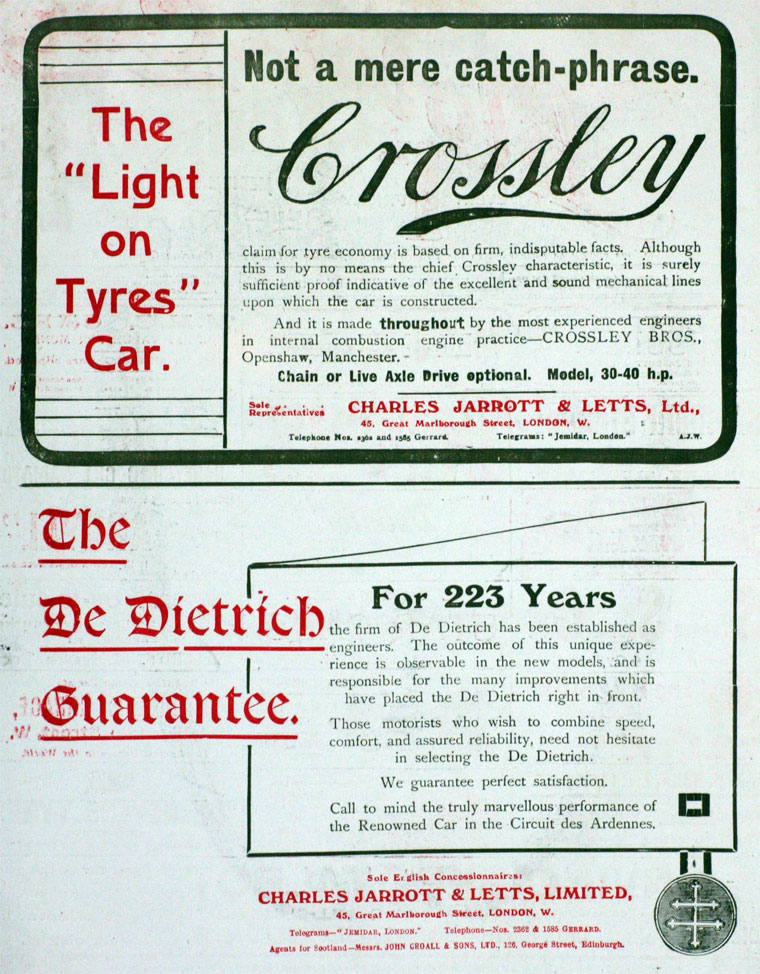 The
"Light
on
Tyres"
Car.
Not a mere catch-phrase.
Crossley
claim for tyre economy is based on firm, indisputable facts. Although
this is by no means the chief Crossley characteristic, it is surely
sufficient proof indicative of the excellent and sound mechanical lines
upon which the car is constructed.
And it is made throughout by the most experienced engineers
in internal combustion engine practice—CROSSLEY BROS.,
Openshaw, Manchester. -
Chain or Live Axle Drive optional. Model, 30-40 h.p.
Sole
Representatives
CHARLES JARROTT & LETTS, Ltd.,
45, Great Marlborough Street, LONDON, W.
Telephone Nos. 2362 and 1585 Gerrard. Telegrams: "Jemidar, London." A.J.W.
The
De Dietrich
Guarantee.
For 223 Years
the firm of De Dietrich has been established as
engineers. The outcome of this unique expe-
rience is observable in the new models, and is
responsible for the many improvements which
have placed the De Dietrich right in front.
Those motorists who wish to combine speed,
comfort, and assured reliability, need not hesitate
in selecting the De Dietrich.
We guarantee perfect satisfaction.
Call to mind the truly marvellous performance of
the Renowned Car in the Circuit des Ardennes.
Sole English Concessionnaires:
CHARLES JARROTT & LETTS, LIMITED,
45, Great Marlborough Street, LONDON, W.
Telegrams—"JEMIDAR, LONDON." Telephone—Nos. 2362 & 1585 GERRARD.
Agents for Scotland—Messrs. JOHN CROALL & SONS, LTD., 126, George Street, Edinburgh.